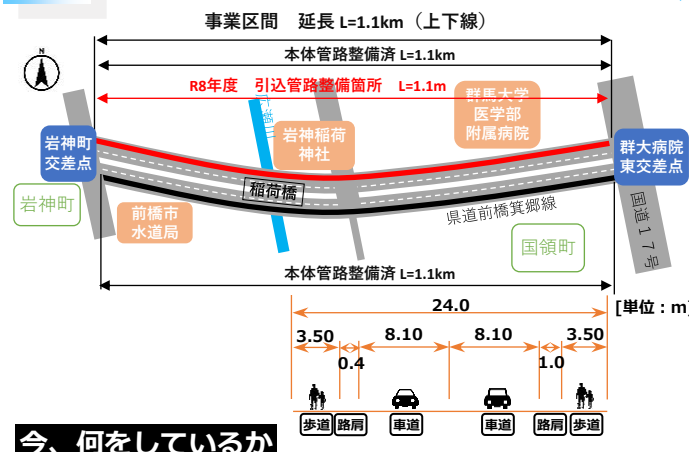 事業区間 延長 L=1.1km（上下線）
本体管路整備済 L=1.1km
N
R8年度 引込管路整備箇所 L=1.1m
広瀬川
群馬大学
医学部
附属病院
岩神稲荷
神社
岩神町
交差点
群大病院
東交差点
稲荷橋
岩神町
前橋市
水道局
県道前橋箕郷線
国領町
国道１７号
本体管路整備済 L=1.1km
24.0
[単位：m]
3.50
8.10
8.10
3.50
0.4
1.0
歩道
路肩
車道
車道
路肩
歩道
今、何をしているか